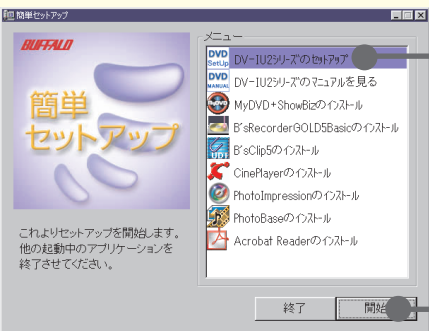 簡単セットアップ
BUFFALO
簡単
セットアップ
これよりセットアップを開始します。
他の起動中のアプリケーションを
終了させてください。
メニュー
DVD SetUp DV-IU2シリーズのセットアップ
DVD MANUAL DV-IU2シリーズのマニュアルを見る
MyDVD MyDVD+ShowBizのインストール
B'sRecorderGOLD5Basicのインストール
B'sClip5のインストール
CinePlayerのインストール
PhotoImpressionのインストール
PhotoBaseのインストール
Acrobat Readerのインストール
終了
開始